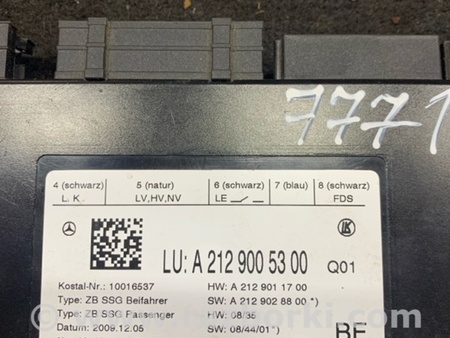 7771
4 (schwarz) 5 (natur) 6 (schwarz) 7 (blau) 8 (schwarz)
L, K LV,HV,NV LE FDS
LU: A 212 900 53 00 Q01
Kostal-Nr.: 10016537 HW: A 212 901 17 00
Type: ZB SSG Beifahrer SW: A 212 902 88 00 *)
Type: ZB SSG Passenger HW: 08/35
Datum: 2009.12.05 SW: 08/44/01 *)
BF